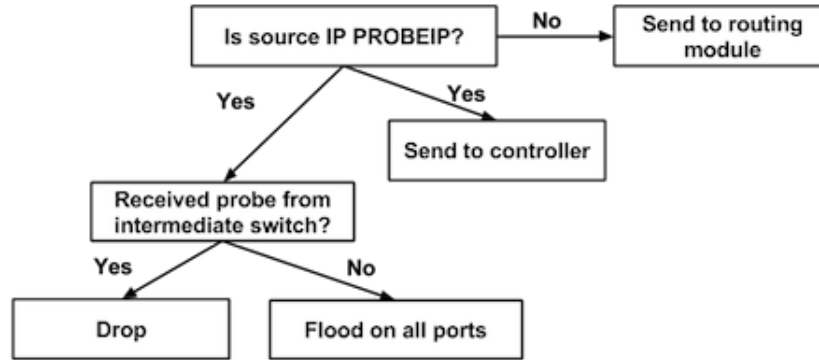 Is source IP PROBEIP?
No
Send to routing
module
Yes
Yes
Send to controller
Received probe from
intermediate switch?
Yes
No
Drop
Flood on all ports